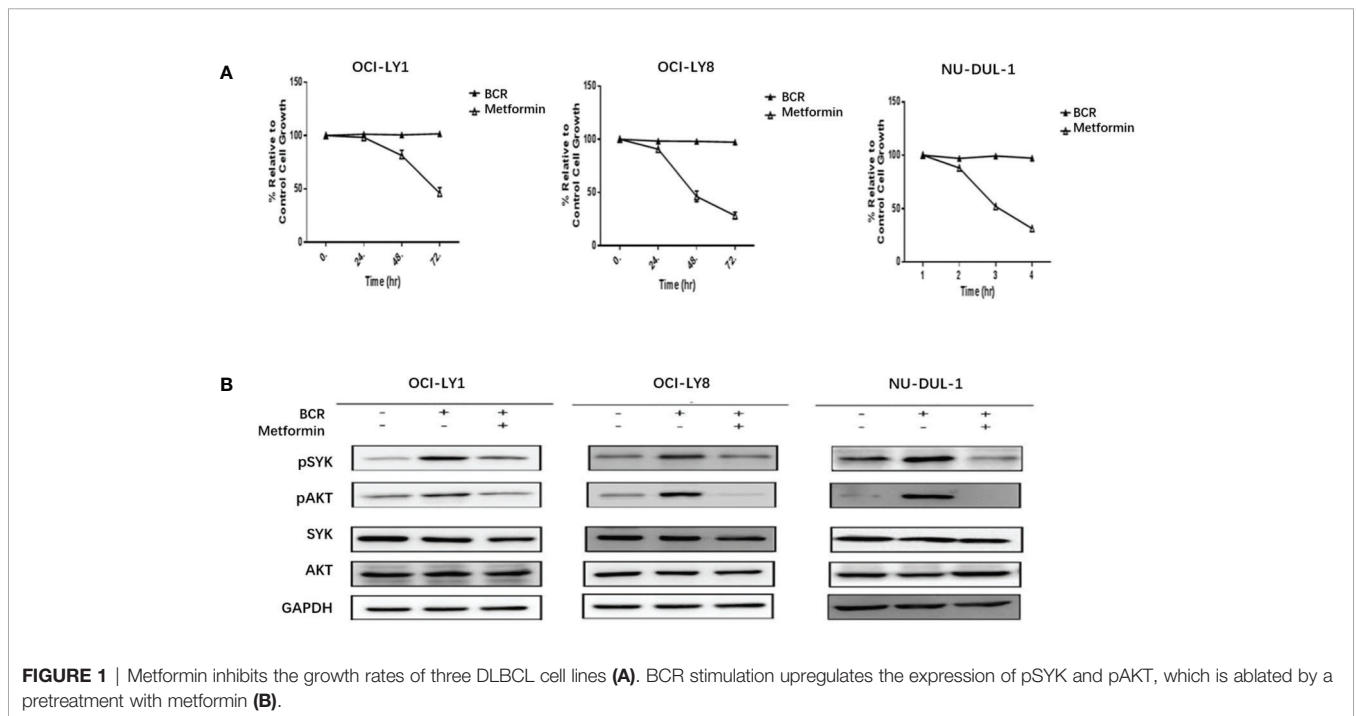 A
OCI-LY1
OCI-LY8
NU-DUL-1
150
100
50
0
% Relative to
Control Cell Growth
0.
24.
48.
72.
Time (hr)
BCR
Metformin
150
100
50
0
% Relative to
Control Cell Growth
0.
24.
48.
72.
Time (hr)
BCR
Metformin
150
100
50
0
% Relative to
Control Cell Growth
1 2 3 4
Time (hr)
BCR
Metformin
B
OCI-LY1
OCI-LY8
NU-DUL-1
BCR - + + - + + - + +
Metformin - - + - - + - - +
pSYK
pAKT
SYK
AKT
GAPDH
FIGURE 1 | Metformin inhibits the growth rates of three DLBCL cell lines (A). BCR stimulation upregulates the expression of pSYK and pAKT, which is ablated by a
pretreatment with metformin (B).